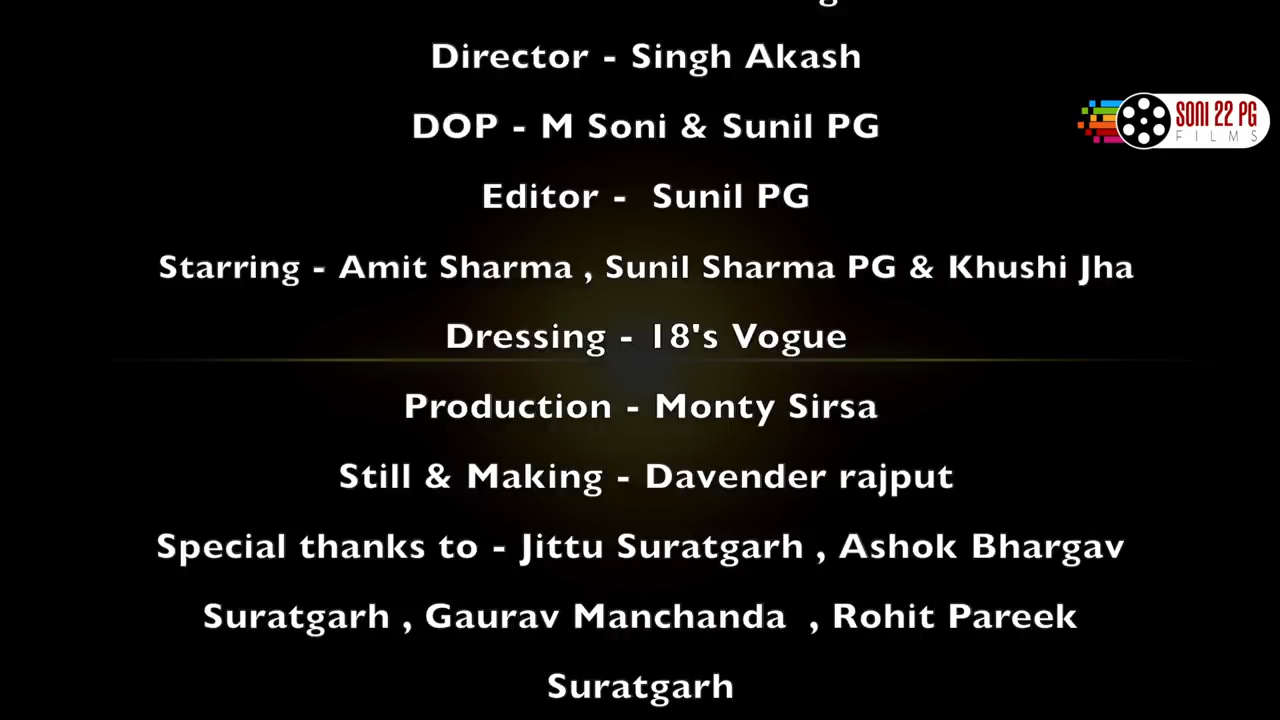 Director - Singh Akash
DOP - M Soni & Sunil PG
SONI 22 PG
FILMS
Editor - Sunil PG
Starring - Amit Sharma , Sunil Sharma PG & Khushi Jha
Dressing - 18's Vogue
Production - Monty Sirsa
Still & Making - Davender rajput
Special thanks to - Jittu Suratgarh , Ashok Bhargav
Suratgarh , Gaurav Manchanda , Rohit Pareek
Suratgarh